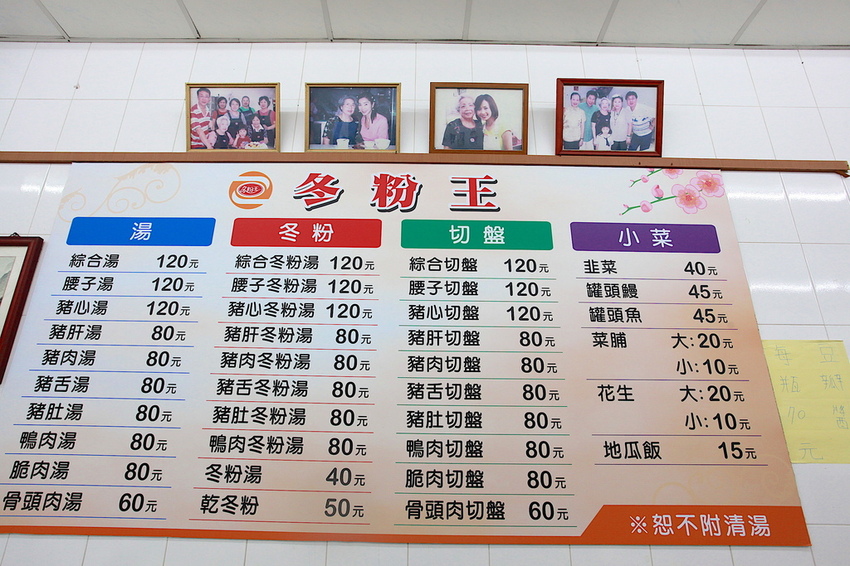 冬粉王
湯
綜合湯 120元
腰子湯 120元
豬心湯 120元
豬肝湯 80元
豬肉湯 80元
豬舌湯 80元
豬肚湯 80元
鴨肉湯 80元
脆肉湯 80元
骨頭肉湯 60元
冬粉
綜合冬粉湯 120元
腰子冬粉湯 120元
豬心冬粉湯 120元
豬肝冬粉湯 80元
豬肉冬粉湯 80元
豬舌冬粉湯 80元
豬肚冬粉湯 80元
鴨肉冬粉湯 80元
冬粉湯 40元
乾冬粉 50元
切盤
綜合切盤 120元
腰子切盤 120元
豬心切盤 120元
豬肝切盤 80元
豬肉切盤 80元
豬舌切盤 80元
豬肚切盤 80元
鴨肉切盤 80元
脆肉切盤 80元
骨頭肉切盤 60元
小菜
韭菜 40元
罐頭鰻 45元
罐頭魚 45元
菜脯 大:20元
小:10元
花生 大:20元
小:10元
地瓜飯 15元
※恕不附清湯
豆瓣醬
每瓶70元